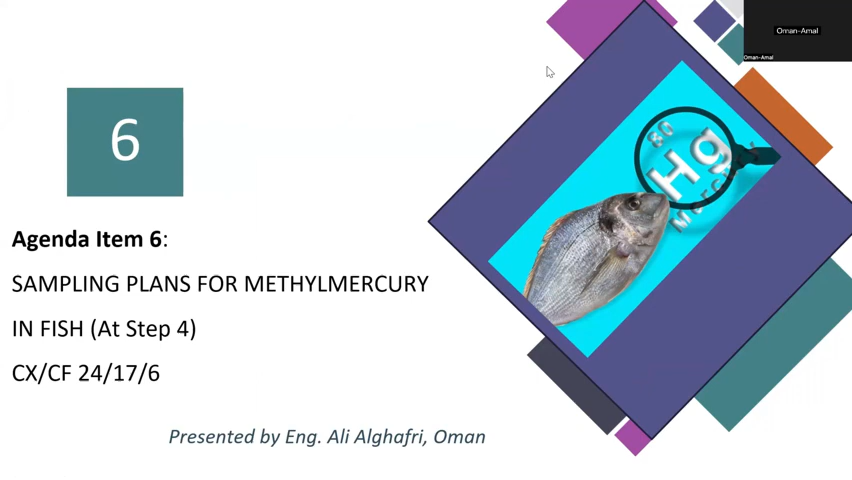 Oman-Amal
Oman-Amal
6
80
Hg
Agenda Item 6:
SAMPLING PLANS FOR METHYLMERCURY
IN FISH (At Step 4)
CX/CF 24/17/6
Presented by Eng. Ali Alghafri, Oman